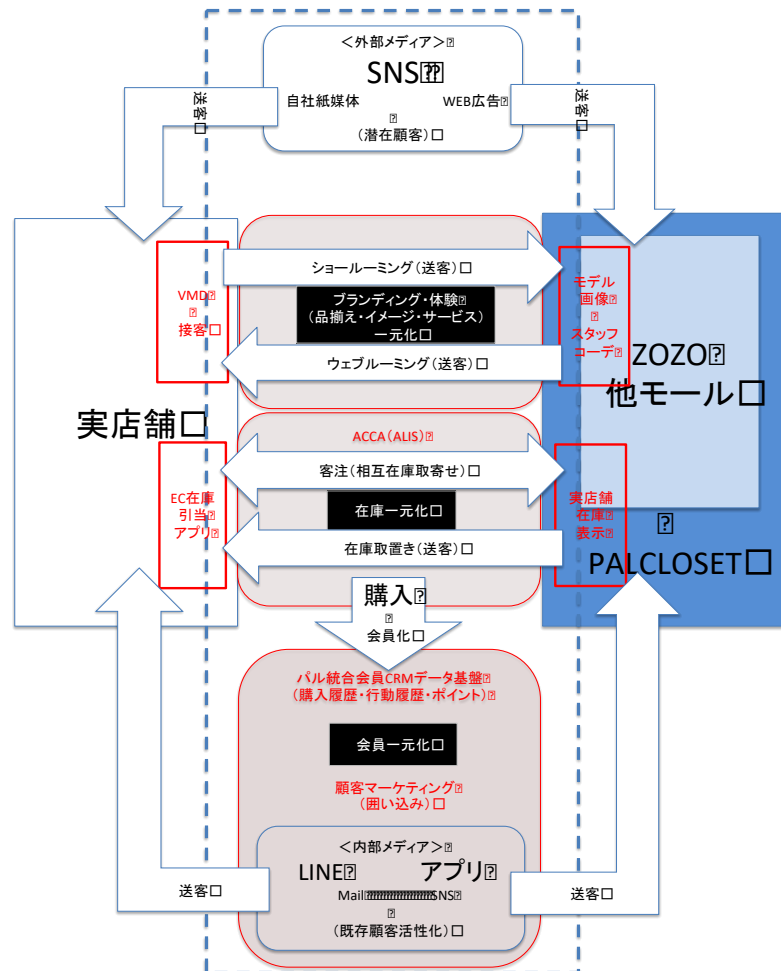 <外部メディア>
SNS
自社紙媒体
WEB広告
(潜在顧客)
送客
送客
ショールーミング(送客)
VMD
接客
ブランディング・体験
(品揃え・イメージ・サービス)
一元化
モデル
画像
スタッフ
コーデ
ウェブルーミング(送客)
ZOZO
他モール
実店舗
ACCA(ALIS)
客注(相互在庫取寄せ)
EC在庫
引当
アプリ
在庫一元化
実店舗
在庫
表示
在庫取置き(送客)
PALCLOSET
購入
会員化
パル統合会員CRMデータ基盤
(購入履歴・行動履歴・ポイント)
会員一元化
顧客マーケティング
(囲い込み)
<内部メディア>
LINE
アプリ
Mail
SNS
(既存顧客活性化)
送客
送客